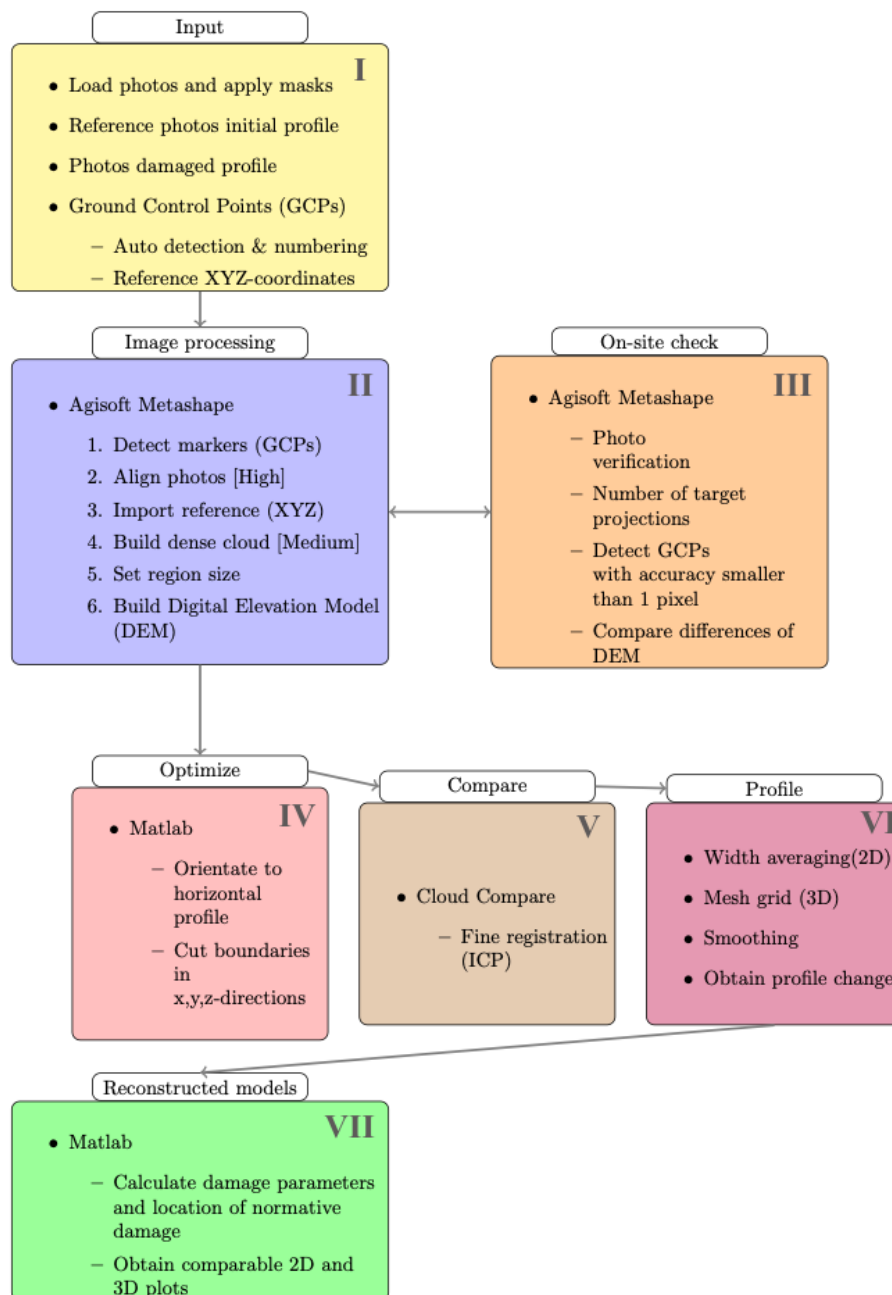 Input
I
• Load photos and apply masks
• Reference photos initial profile
• Photos damaged profile
• Ground Control Points (GCPs)
– Auto detection & numbering
– Reference XYZ-coordinates
Image processing
II
• Agisoft Metashape
1. Detect markers (GCPs)
2. Align photos [High]
3. Import reference (XYZ)
4. Build dense cloud [Medium]
5. Set region size
6. Build Digital Elevation Model
(DEM)
On-site check
III
• Agisoft Metashape
– Photo
verification
– Number of target
projections
– Detect GCPs
with accuracy smaller
than 1 pixel
– Compare differences of
DEM
Optimize
IV
• Matlab
– Orientate to
horizontal
profile
– Cut boundaries
in
x,y,z-directions
Compare
V
• Cloud Compare
– Fine registration
(ICP)
Profile
VI
• Width averaging(2D)
• Mesh grid (3D)
• Smoothing
• Obtain profile change
Reconstructed models
VII
• Matlab
– Calculate damage parameters
and location of normative
damage
– Obtain comparable 2D and
3D plots